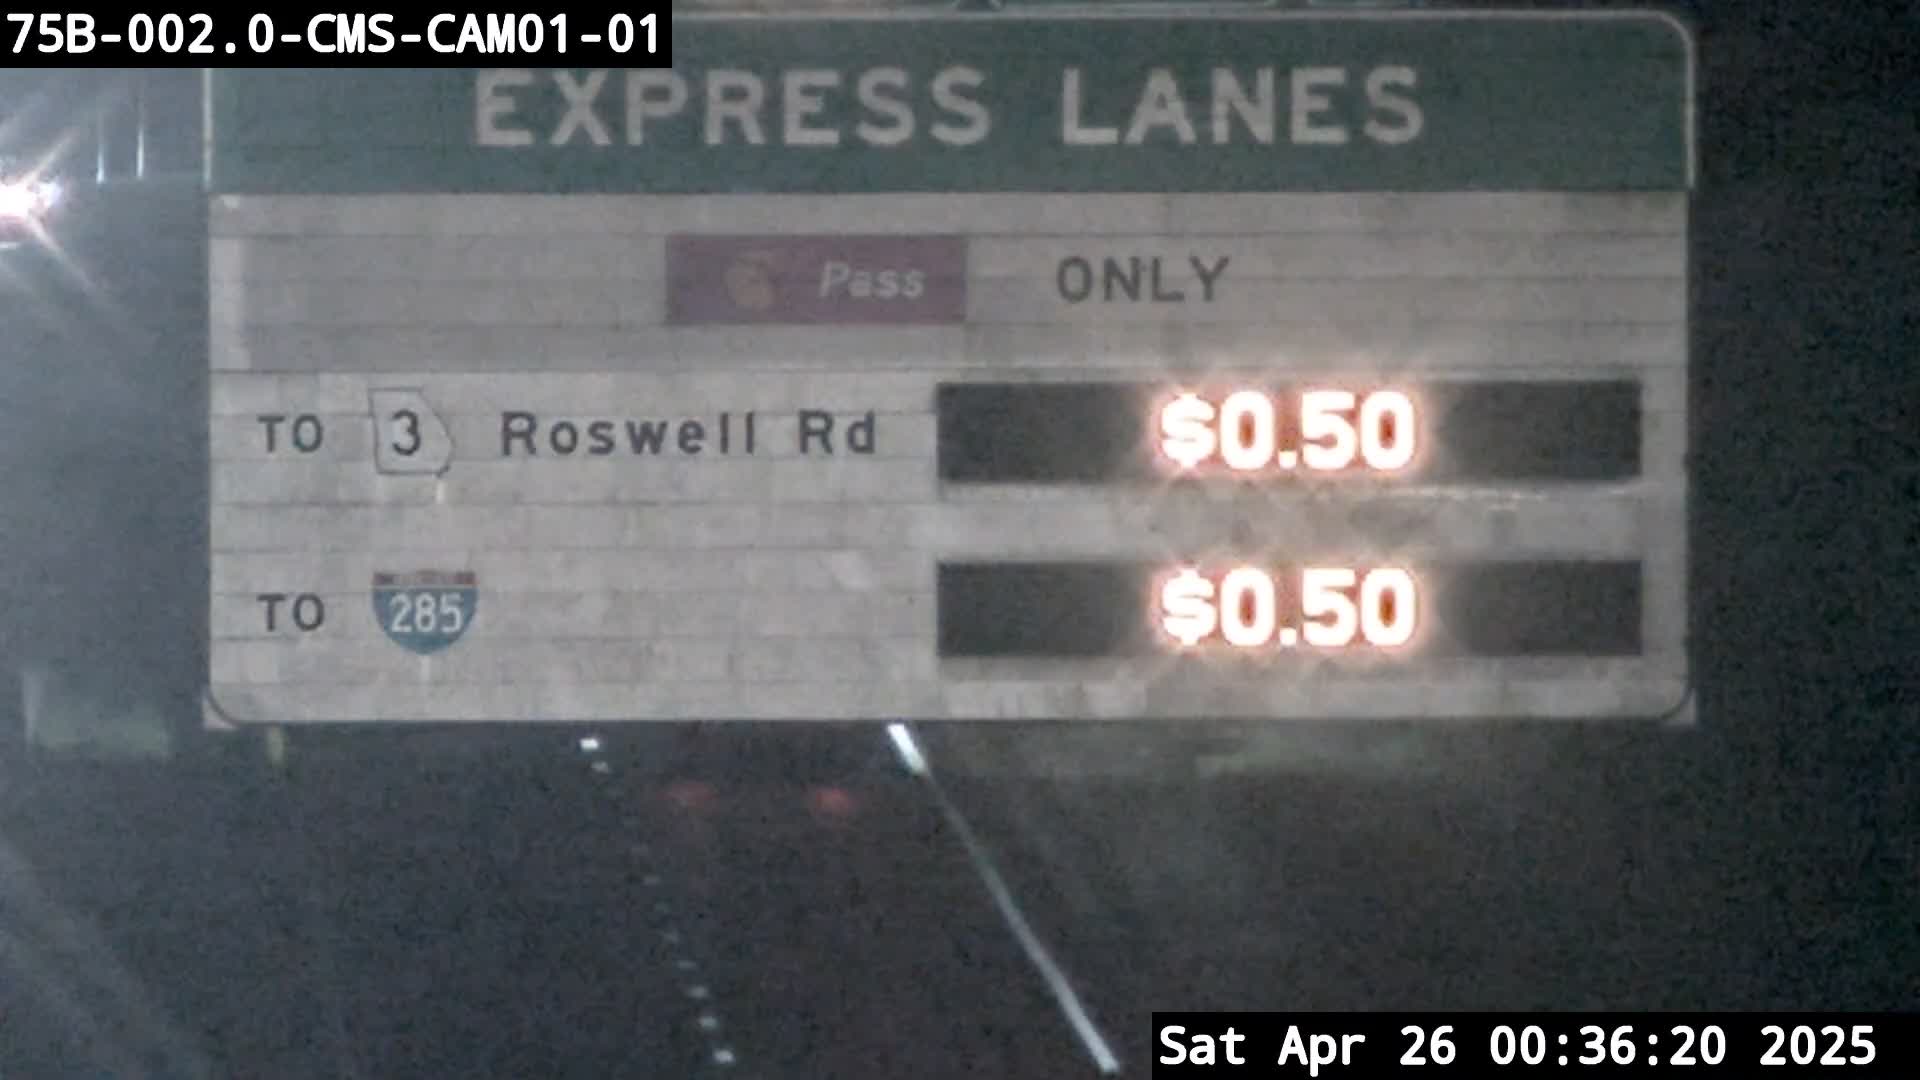 75B-002.0-CMS-CAM01-01
EXPRESS LANES
Pass ONLY
TO 3 Roswell Rd $0.50
TO 285 $0.50
Sat Apr 26 00:36:20 2025